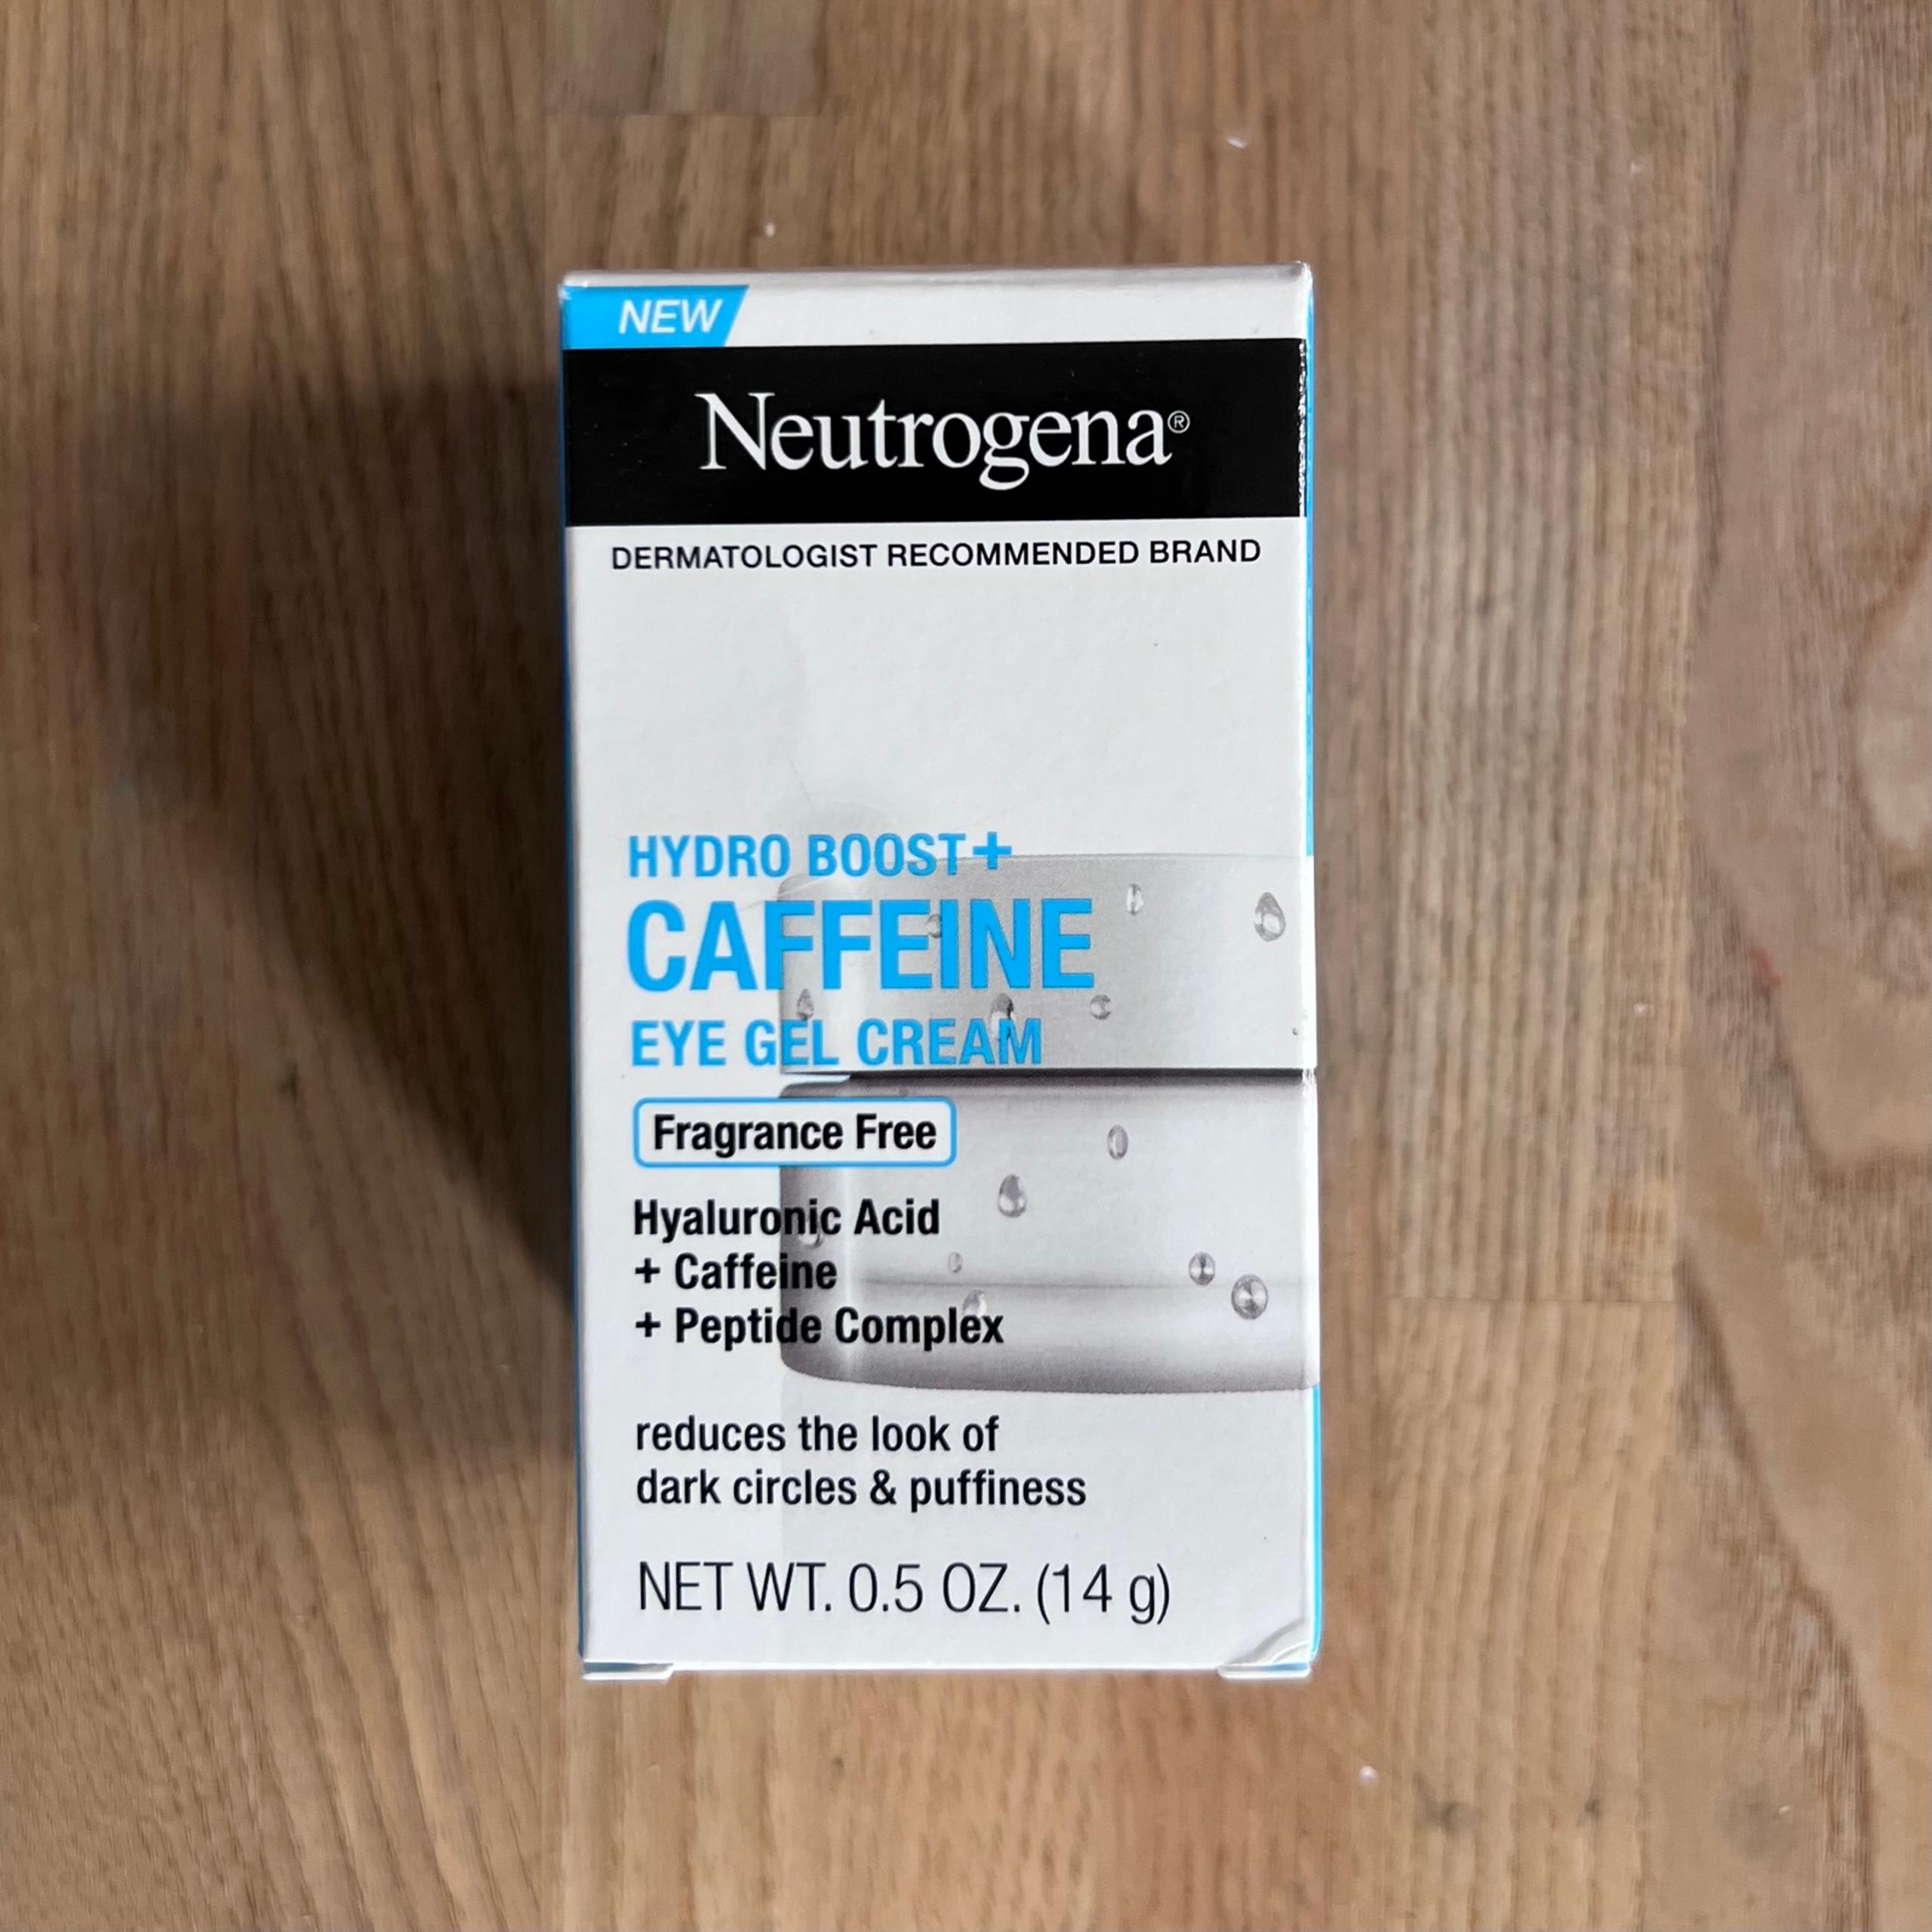 NEW
Neutrogena®
DERMATOLOGIST RECOMMENDED BRAND
HYDRO BOOST+
CAFFEINE
EYE GEL CREAM
Fragrance Free
Hyaluronic Acid
+ Caffeine
+ Peptide Complex
reduces the look of
dark circles & puffiness
NET WT. 0.5 OZ. (14 g)